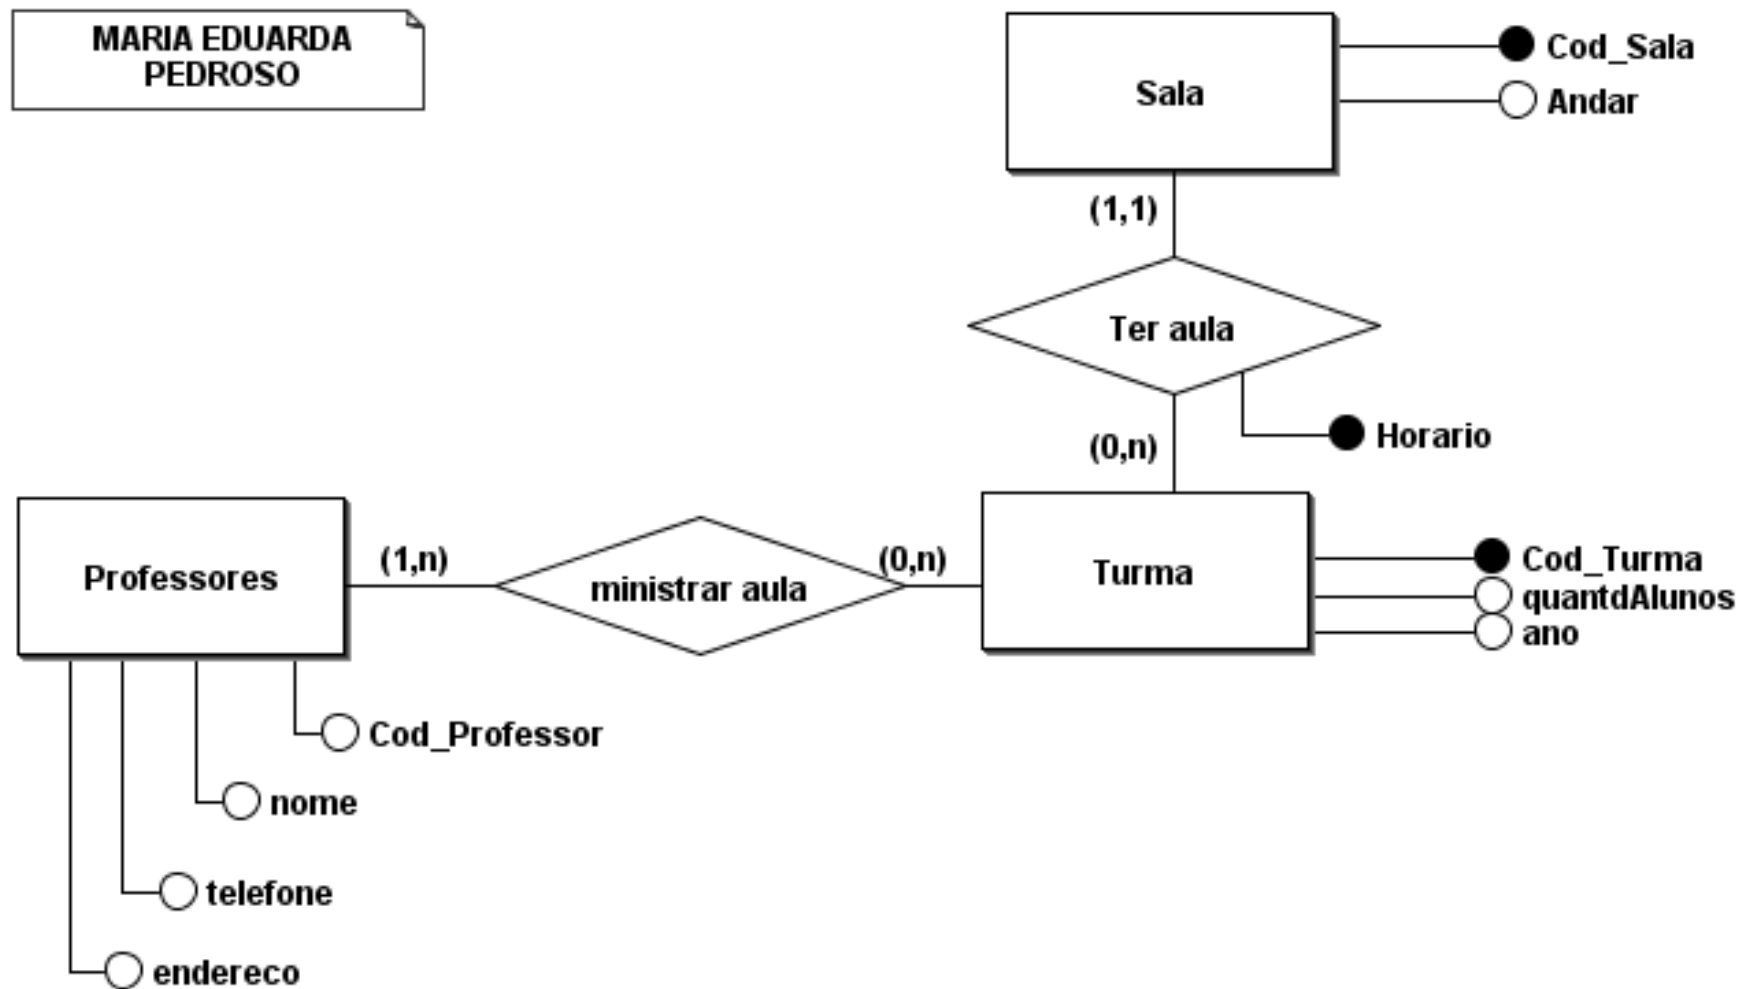 MARIA EDUARDA
PEDROSO
Sala
Cod_Sala
Andar
(1,1)
Ter aula
Horario
(0,n)
Professores
(1,n)
ministrar aula
(0,n)
Turma
Cod_Turma
quantdAlunos
ano
Cod_Professor
nome
telefone
endereco